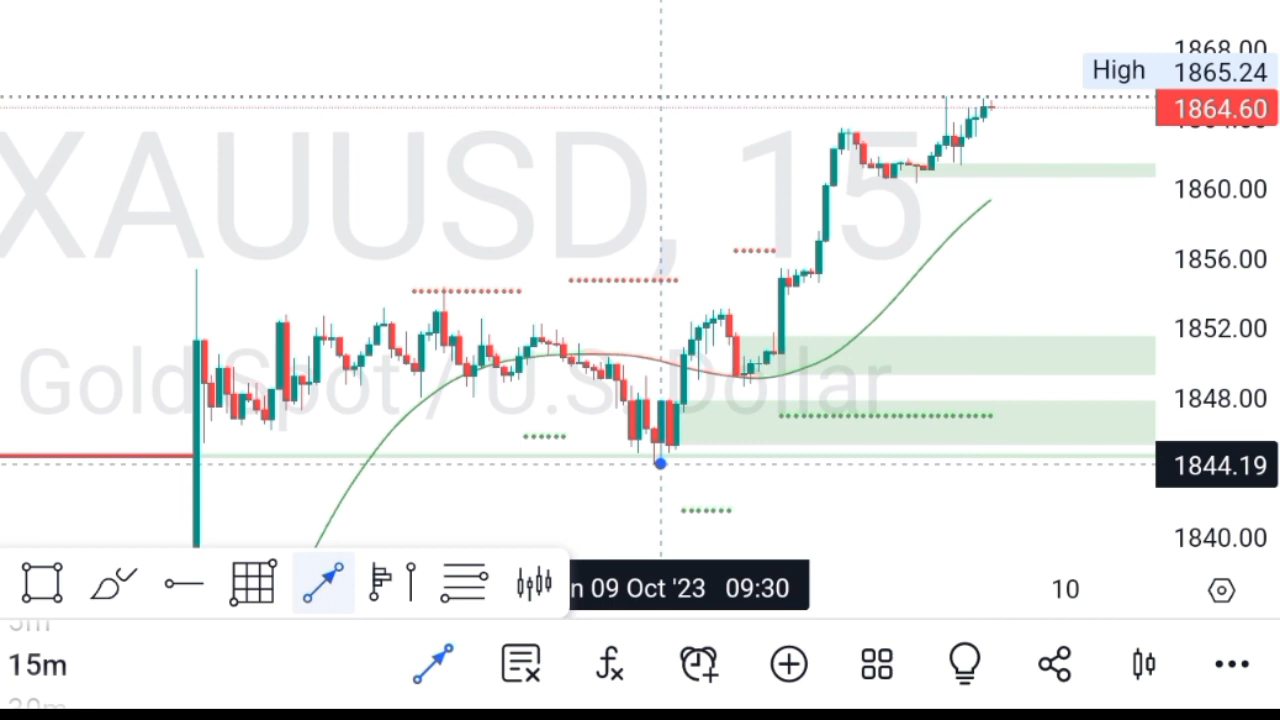 1868.00
High 1865.24
1864.60
XAUUSD, 15
1860.00
1856.00
1852.00
Gold Spot / U.S. Dollar
1848.00
1844.19
1840.00
n 09 Oct '23 09:30
10
15m